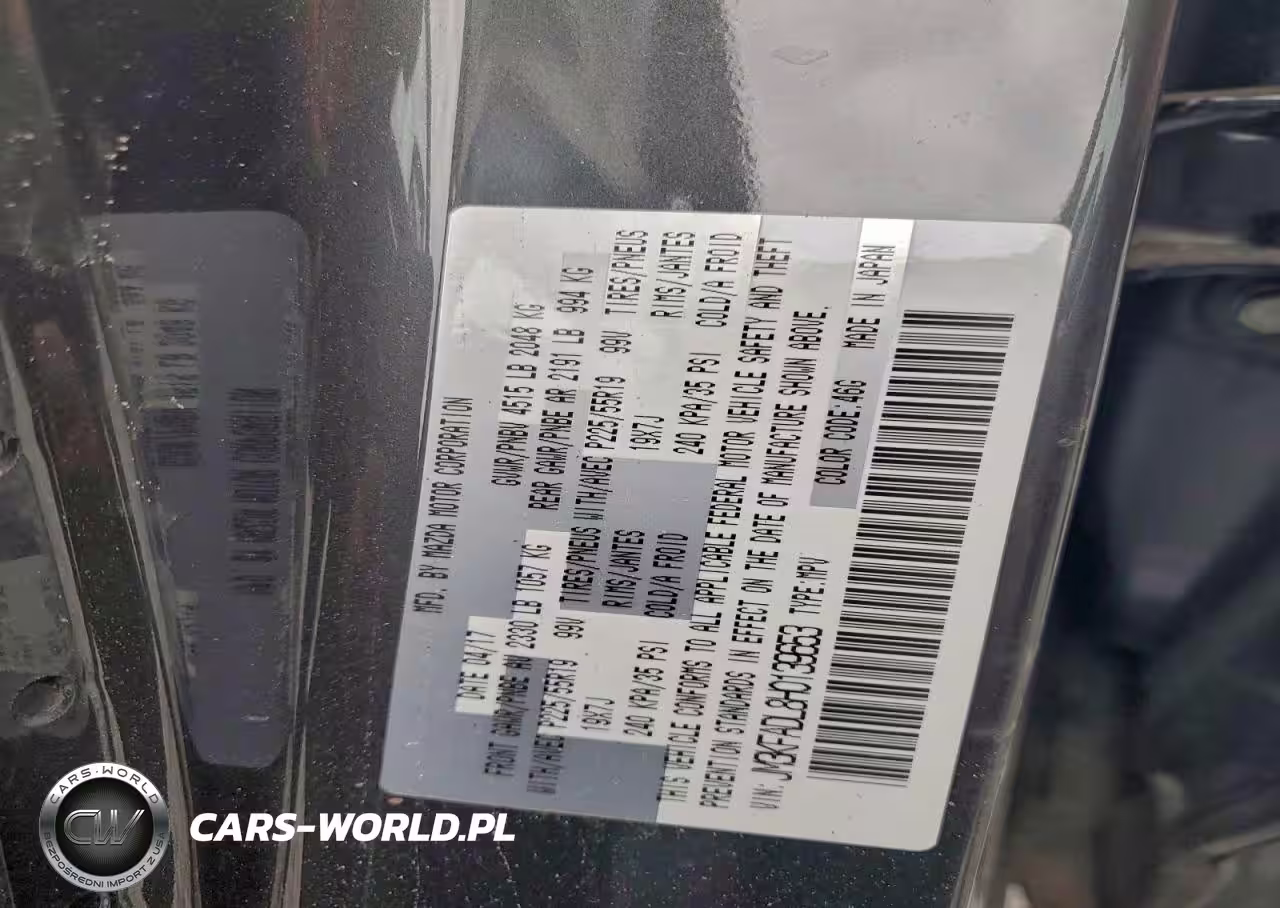 MFD. BY MAZDA MOTOR CORPORATION
DATE 04/17 GVWR/PNBV 4515 LB 2048 KG
FRONT GAWR/PNBE AV 2330 LB 1057 KG REAR GAWR/PNBE AR 2191 LB 994 KG
WITH/AVEC P225/55R19 99V TIRES/PNEUS WITH/AVEC P225/55R19 99V TIRES/PNEUS
19X7J RIMS/JANTES 19X7J RIMS/JANTES
240 KPA/35 PSI COLD/A FROID 240 KPA/35 PSI COLD/A FROID
THIS VEHICLE CONFORMS TO ALL APPLICABLE FEDERAL MOTOR VEHICLE SAFETY AND THEFT
PREVENTION STANDARDS IN EFFECT ON THE DATE OF MANUFACTURE SHOWN ABOVE.
VIN: JM3KFADL8H0139653 TYPE:MPV COLOR CODE:46G MADE IN JAPAN
CARS-WORLD
CW
BEZPOŚREDNI IMPORT Z USA
CARS-WORLD.PL